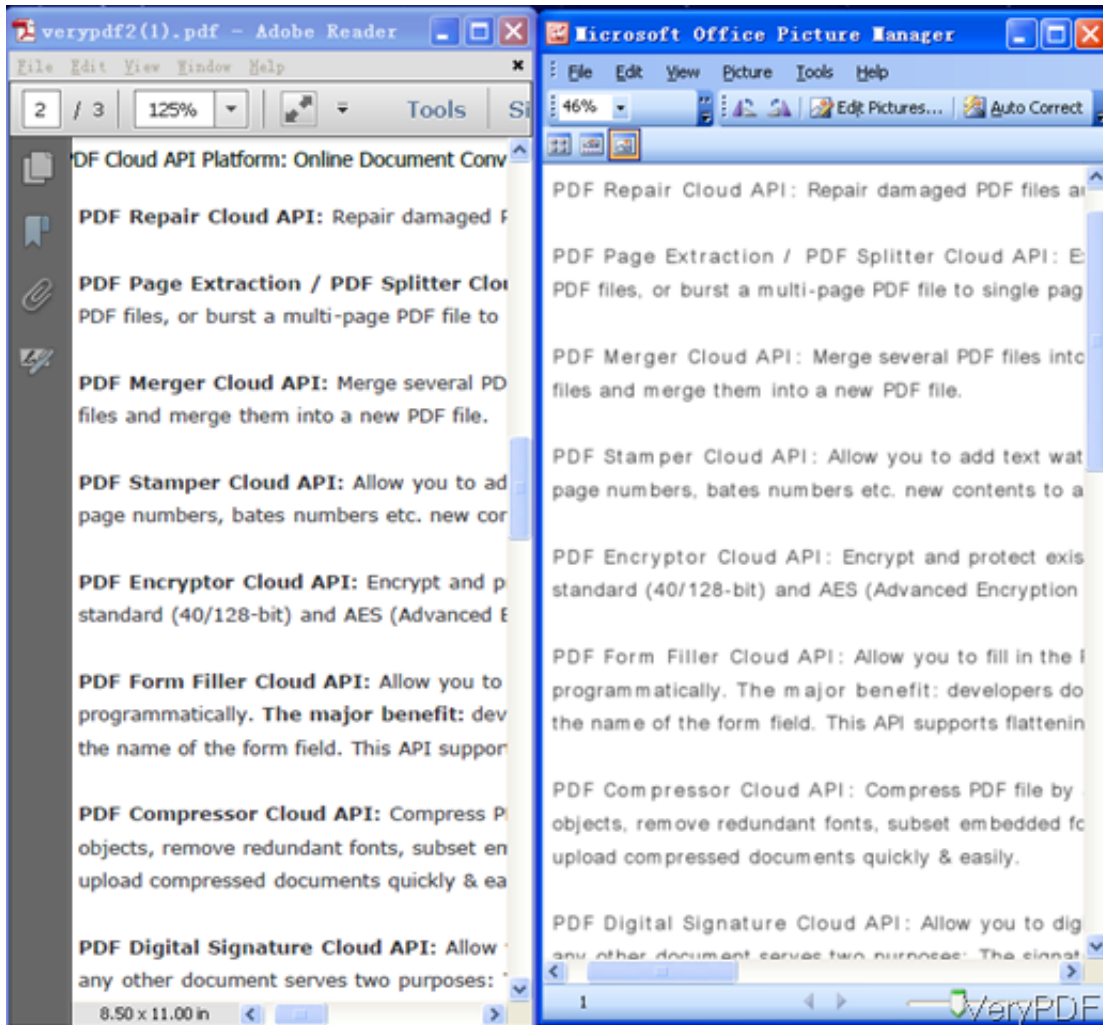 verypdf2(1).pdf - Adobe Reader
File Edit View Window Help
2 / 3 125% Tools
PDF Cloud API Platform: Online Document Conv
PDF Repair Cloud API: Repair damaged
PDF Page Extraction / PDF Splitter Clou
PDF files, or burst a multi-page PDF file to
PDF Merger Cloud API: Merge several PD
files and merge them into a new PDF file.
PDF Stamper Cloud API: Allow you to ad
page numbers, bates numbers etc. new cor
PDF Encryptor Cloud API: Encrypt and p
standard (40/128-bit) and AES (Advanced E
PDF Form Filler Cloud API: Allow you to
programmatically. The major benefit: dev
the name of the form field. This API support
PDF Compressor Cloud API: Compress P
objects, remove redundant fonts, subset em
upload compressed documents quickly & ea
PDF Digital Signature Cloud API: Allow
any other document serves two purposes:
8.50 x 11.00 in
Microsoft Office Picture Manager
File Edit View Picture Tools Help
46% Edit Pictures... Auto Correct
PDF Repair Cloud API: Repair damaged PDF files a
PDF Page Extraction / PDF Splitter Cloud API: E
PDF files, or burst a multi-page PDF file to single pag
PDF Merger Cloud API: Merge several PDF files into
files and merge them into a new PDF file.
PDF Stamper Cloud API: Allow you to add text wat
page numbers, bates numbers etc. new contents to a
PDF Encryptor Cloud API: Encrypt and protect exis
standard (40/128-bit) and AES (Advanced Encryption
PDF Form Filler Cloud API: Allow you to fill in the
programmatically. The major benefit: developers do
the name of the form field. This API supports flattenin
PDF Compressor Cloud API: Compress PDF file by
objects, remove redundant fonts, subset embedded fo
upload compressed documents quickly & easily.
PDF Digital Signature Cloud API: Allow you to dig
any other document serves two purposes: The signat
1
VeryPDF